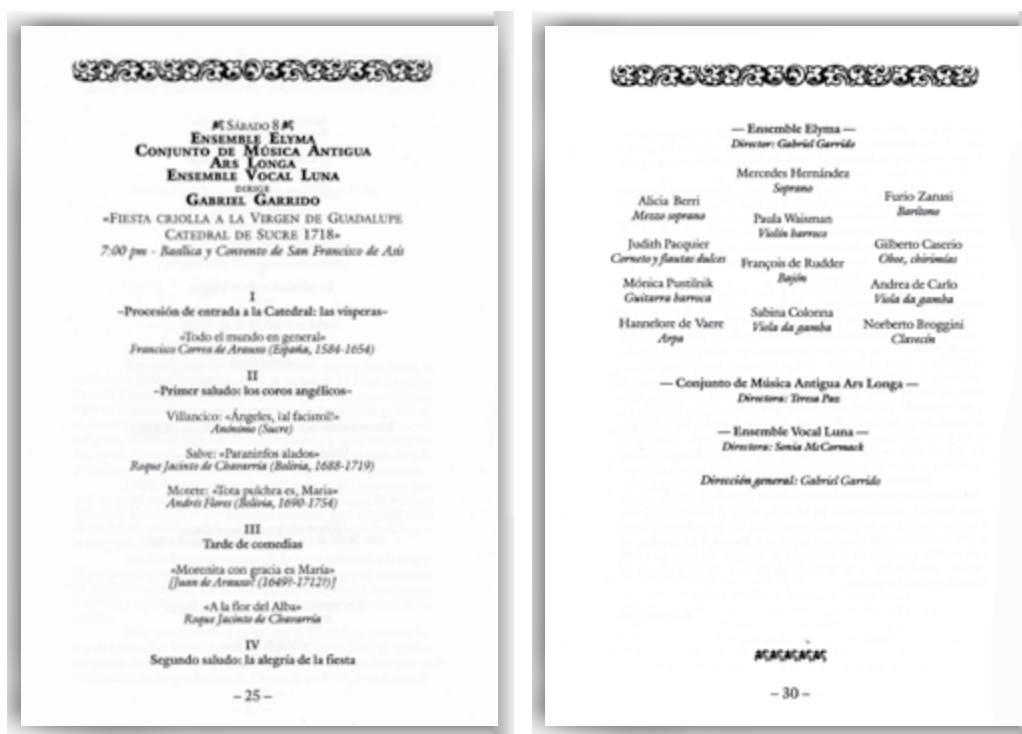 SÁBADO 8
ENSEMBLE ELYMA
CONJUNTO DE MÚSICA ANTIGUA
ARS LONGA
ENSEMBLE VOCAL LUNA
DIRIGE
GABRIEL GARRIDO
«FIESTA CRIOLLA A LA VIRGEN DE GUADALUPE
CATEDRAL DE SUCRE 1718»
7:00 pm - Basílica y Convento de San Francisco de Asís
I
–Procesión de entrada a la Catedral: las vísperas–
«Todo el mundo en general»
Francisco Correa de Arauxo (España, 1584-1654)
II
–Primer saludo: los coros angélicos–
Villancico: «Ángeles, ¡al facistol!»
Anónimo (Sucre)
Salve: «Paraninfos alados»
Roque Jacinto de Chavarría (Bolivia, 1688-1719)
Motete: «Tota pulchra es, Maria»
Andrés Flores (Bolivia, 1690-1754)
III
Tarde de comedias
«Morenita con gracia es María»
[Juan de Araujo? (1649?-1712?)]
«A la flor del Alba»
Roque Jacinto de Chavarría
IV
Segundo saludo: la alegría de la fiesta
– 25 –
— Ensemble Elyma —
Director: Gabriel Garrido
Mercedes Hernández
Soprano
Alicia Berri
Mezzo soprano
Furio Zanasi
Barítono
Paula Waisman
Violín barroco
Judith Pacquier
Corneto y flautas dulces
Gilberto Caserio
Oboe, chirimías
François de Rudder
Bajón
Mónica Pustilnik
Guitarra barroca
Andrea de Carlo
Viola da gamba
Sabina Colonna
Viola da gamba
Hannelore de Vaere
Arpa
Norberto Broggini
Clavecín
— Conjunto de Música Antigua Ars Longa —
Directora: Teresa Paz
— Ensemble Vocal Luna —
Directora: Sonia McCormack
Dirección general: Gabriel Garrido
– 30 –